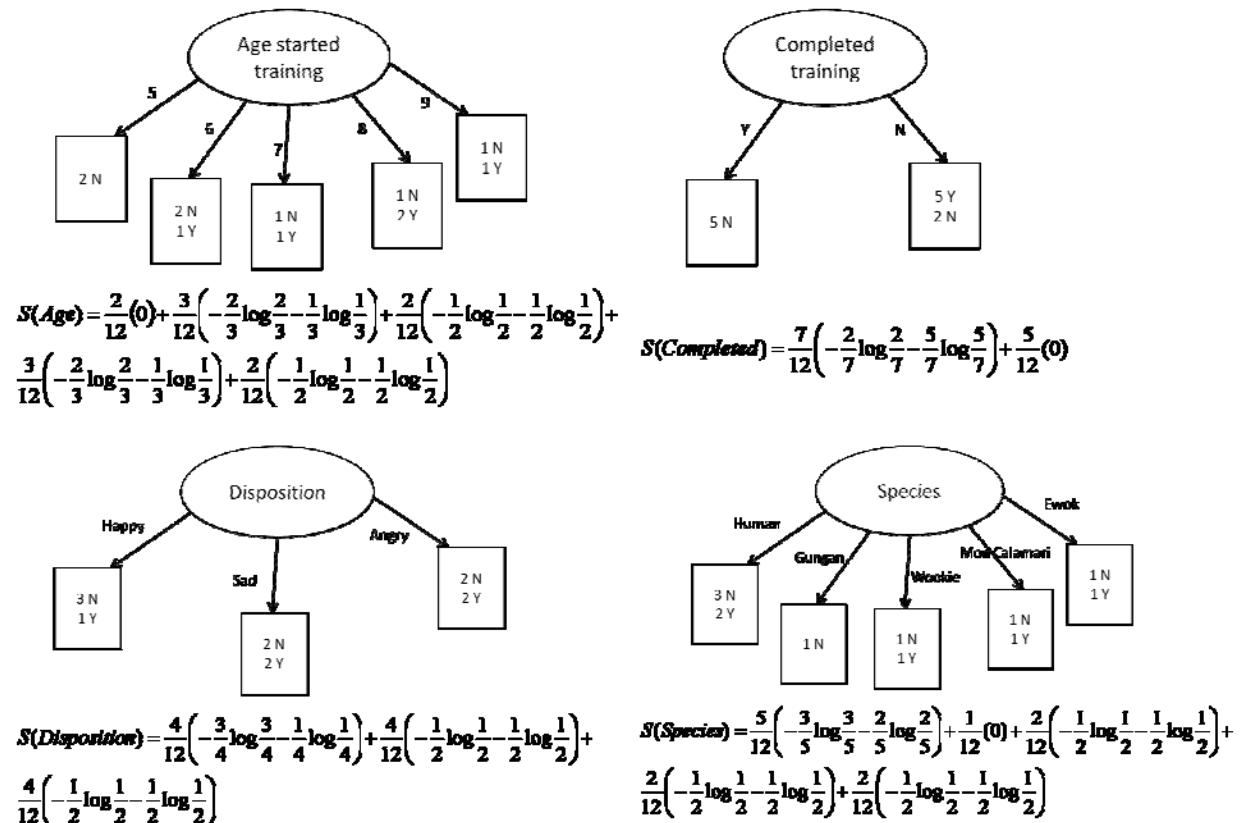 Age started
training
5
6
7
8
9
2 N
2 N
1 Y
1 N
1 Y
1 N
2 Y
1 N
1 Y
S(Age) = 2/12(0) + 3/12(-2/3 log 2/3 - 1/3 log 1/3) + 2/12(-1/2 log 1/2 - 1/2 log 1/2) +
3/12(-2/3 log 2/3 - 1/3 log 1/3) + 2/12(-1/2 log 1/2 - 1/2 log 1/2)
Completed
training
Y
N
5 N
5 Y
2 N
S(Completed) = 7/12(-2/7 log 2/7 - 5/7 log 5/7) + 5/12(0)
Disposition
Happy
Sad
Angry
3 N
1 Y
2 N
2 Y
2 N
2 Y
S(Disposition) = 4/12(-3/4 log 3/4 - 1/4 log 1/4) + 4/12(-1/2 log 1/2 - 1/2 log 1/2) +
4/12(-1/2 log 1/2 - 1/2 log 1/2)
Species
Human
Gungan
Wookie
Mon Calamari
Ewok
3 N
2 Y
1 N
1 N
1 Y
1 N
1 Y
1 N
1 Y
S(Species) = 5/12(-3/5 log 3/5 - 2/5 log 2/5) + 1/12(0) + 2/12(-1/2 log 1/2 - 1/2 log 1/2) +
2/12(-1/2 log 1/2 - 1/2 log 1/2) + 2/12(-1/2 log 1/2 - 1/2 log 1/2)